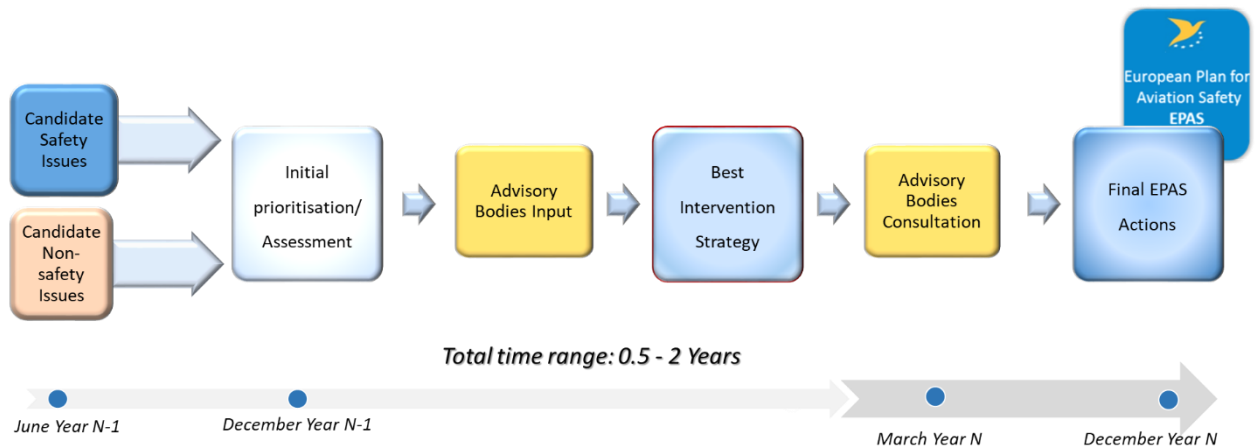 European Plan for
Aviation Safety
EPAS
Candidate
Safety
Issues
Candidate
Non-
safety
Issues
Initial
prioritisation/
Assessment
Advisory
Bodies Input
Best
Intervention
Strategy
Advisory
Bodies
Consultation
Final EPAS
Actions
Total time range: 0.5 - 2 Years
June Year N-1
December Year N-1
March Year N
December Year N